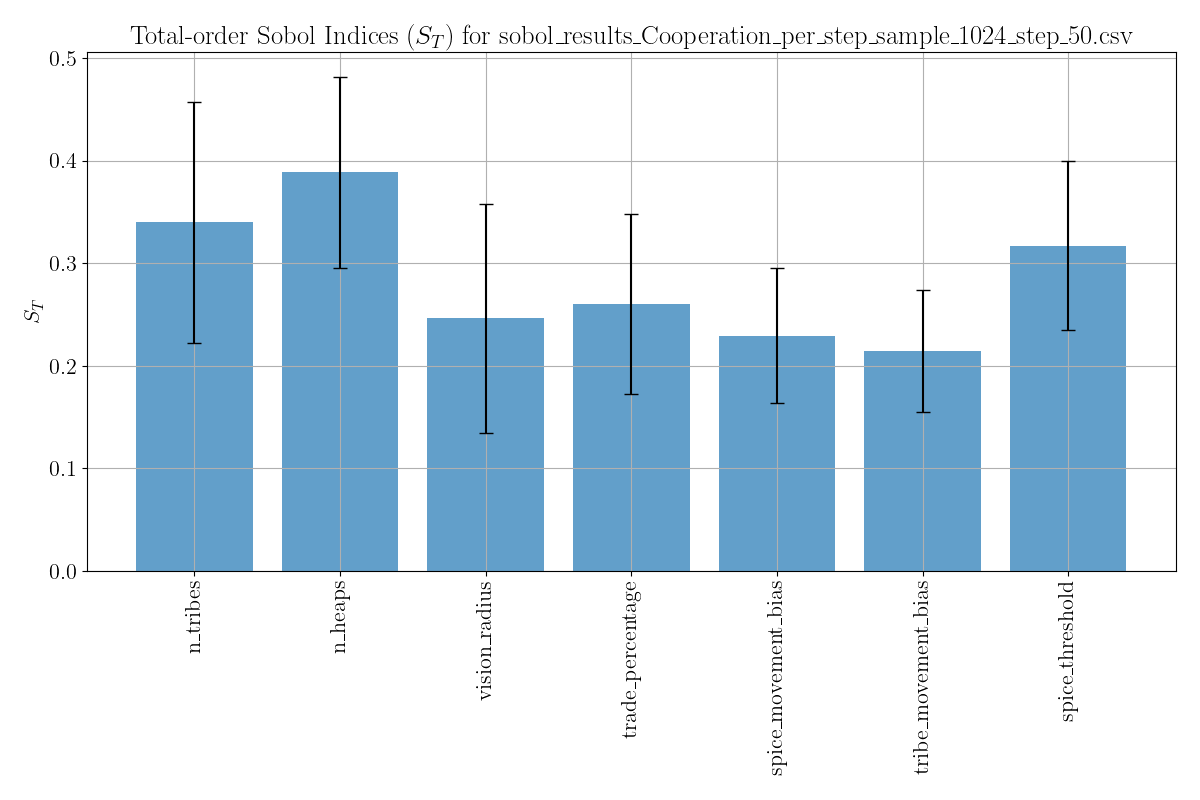 Total-order Sobol Indices (S_T) for sobol_results_Cooperation_per_step_sample_1024_step_50.csv
0.5
0.4
0.3
0.2
0.1
0.0
S_T
n_tribes
n_heaps
vision_radius
trade_percentage
spice_movement_bias
tribe_movement_bias
spice_threshold